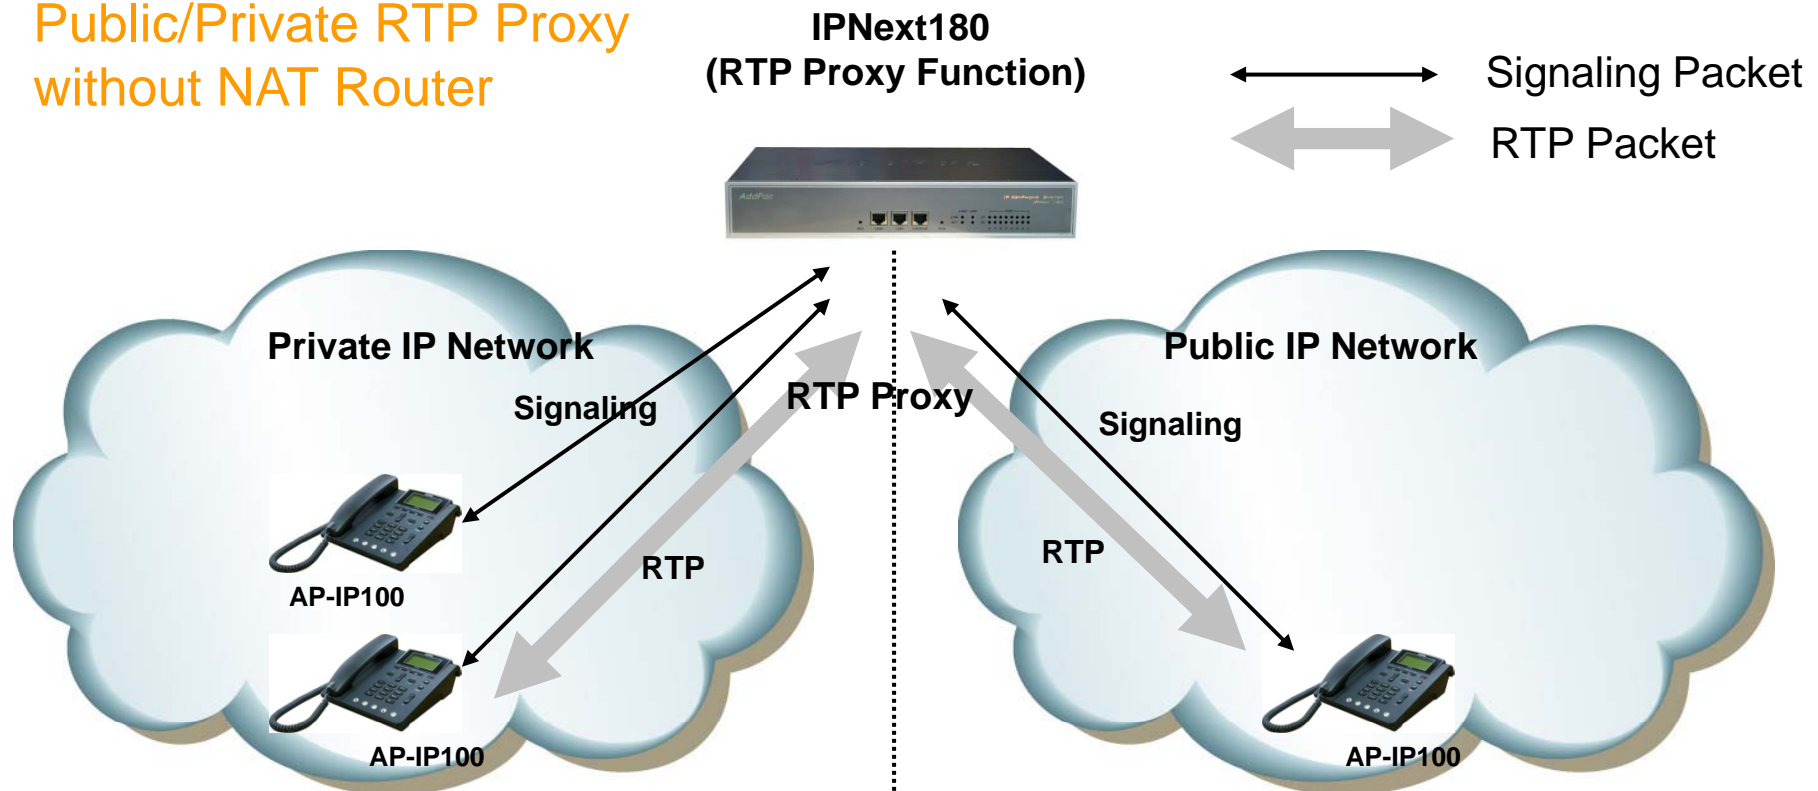 Public/Private RTP Proxy
without NAT Router
IPNext180
(RTP Proxy Function)
Signaling Packet
RTP Packet
AddPac
Private IP Network
Public IP Network
RTP Proxy
Signaling
Signaling
RTP
RTP
AP-IP100
AP-IP100
AP-IP100